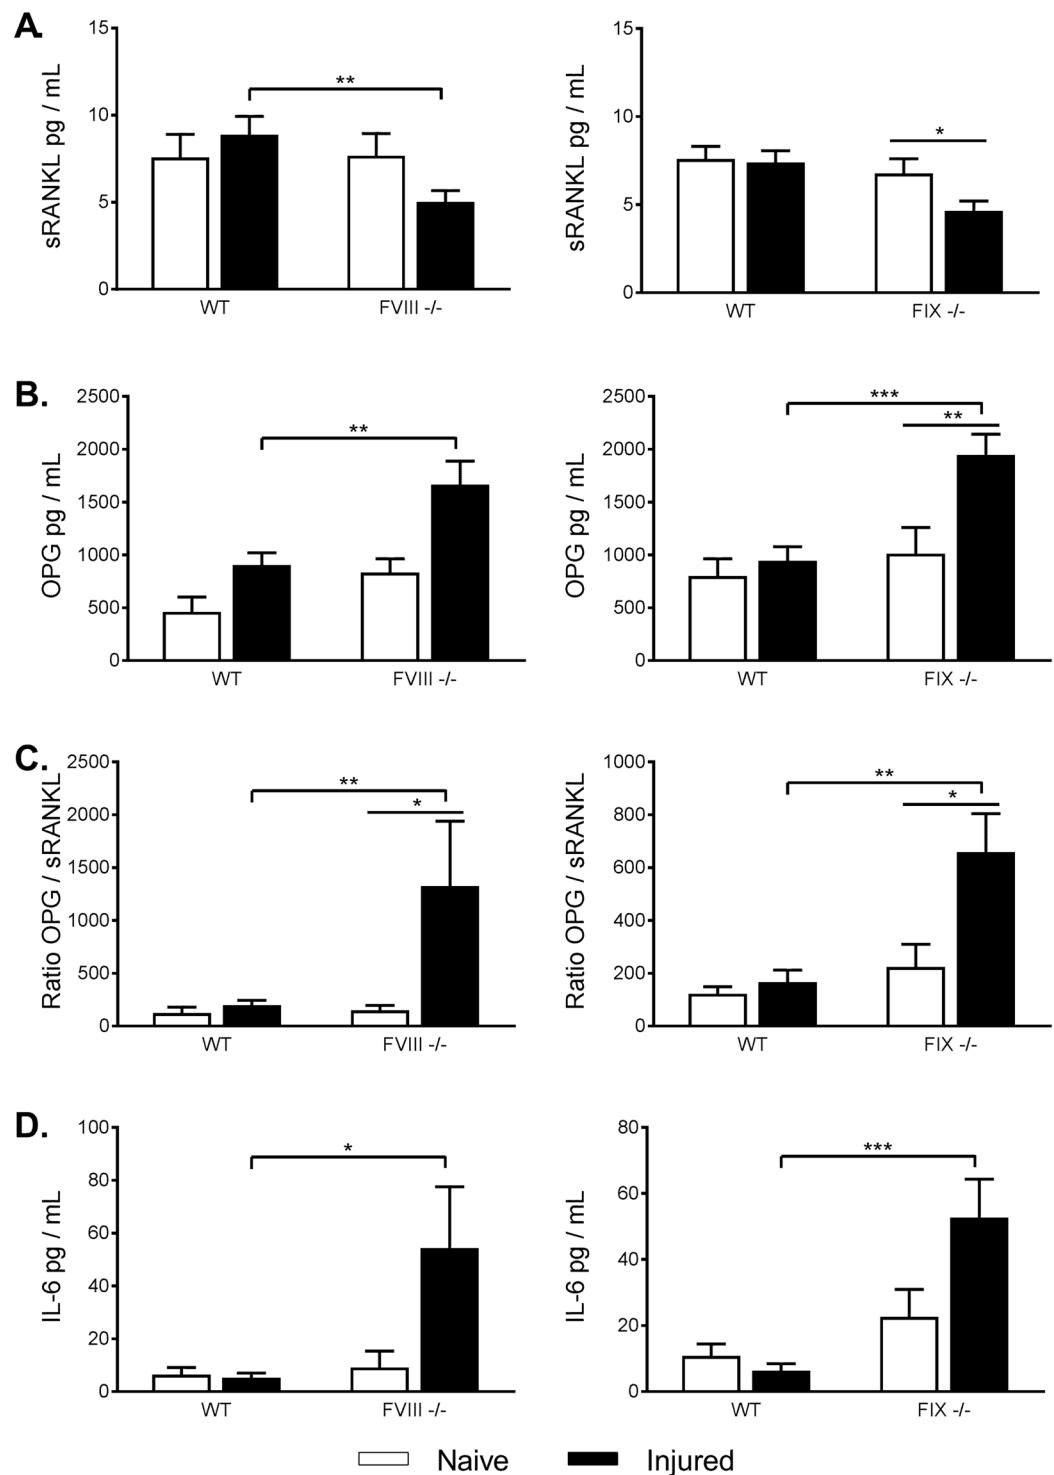 A.
sRANKL pg / mL
15
10
5
0
**
WT
FVIII -/-
sRANKL pg / mL
15
10
5
0
*
WT
FIX -/-
B.
OPG pg / mL
2500
2000
1500
1000
500
0
**
WT
FVIII -/-
OPG pg / mL
2500
2000
1500
1000
500
0
***
**
WT
FIX -/-
C.
Ratio OPG / sRANKL
2500
2000
1500
1000
500
0
**
*
WT
FVIII -/-
Ratio OPG / sRANKL
1000
800
600
400
200
0
**
*
WT
FIX -/-
D.
IL-6 pg / mL
100
80
60
40
20
0
*
WT
FVIII -/-
IL-6 pg / mL
80
60
40
20
0
***
WT
FIX -/-
Naive
Injured